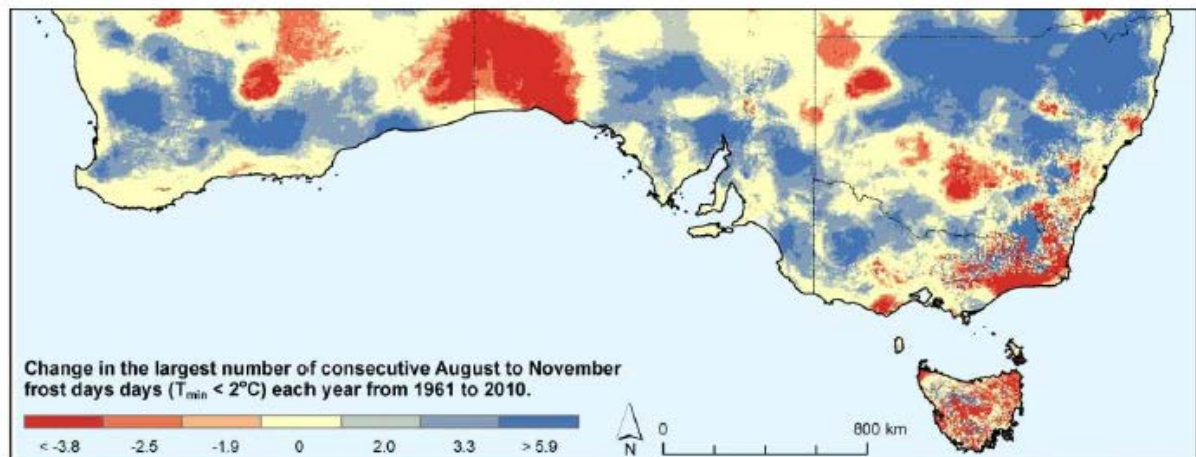 Change in the largest number of consecutive August to November
frost days days (Tmin < 2°C) each year from 1961 to 2010.
< -3.8 -2.5 -1.9 0 2.0 3.3 > 5.9
N
0 800 km